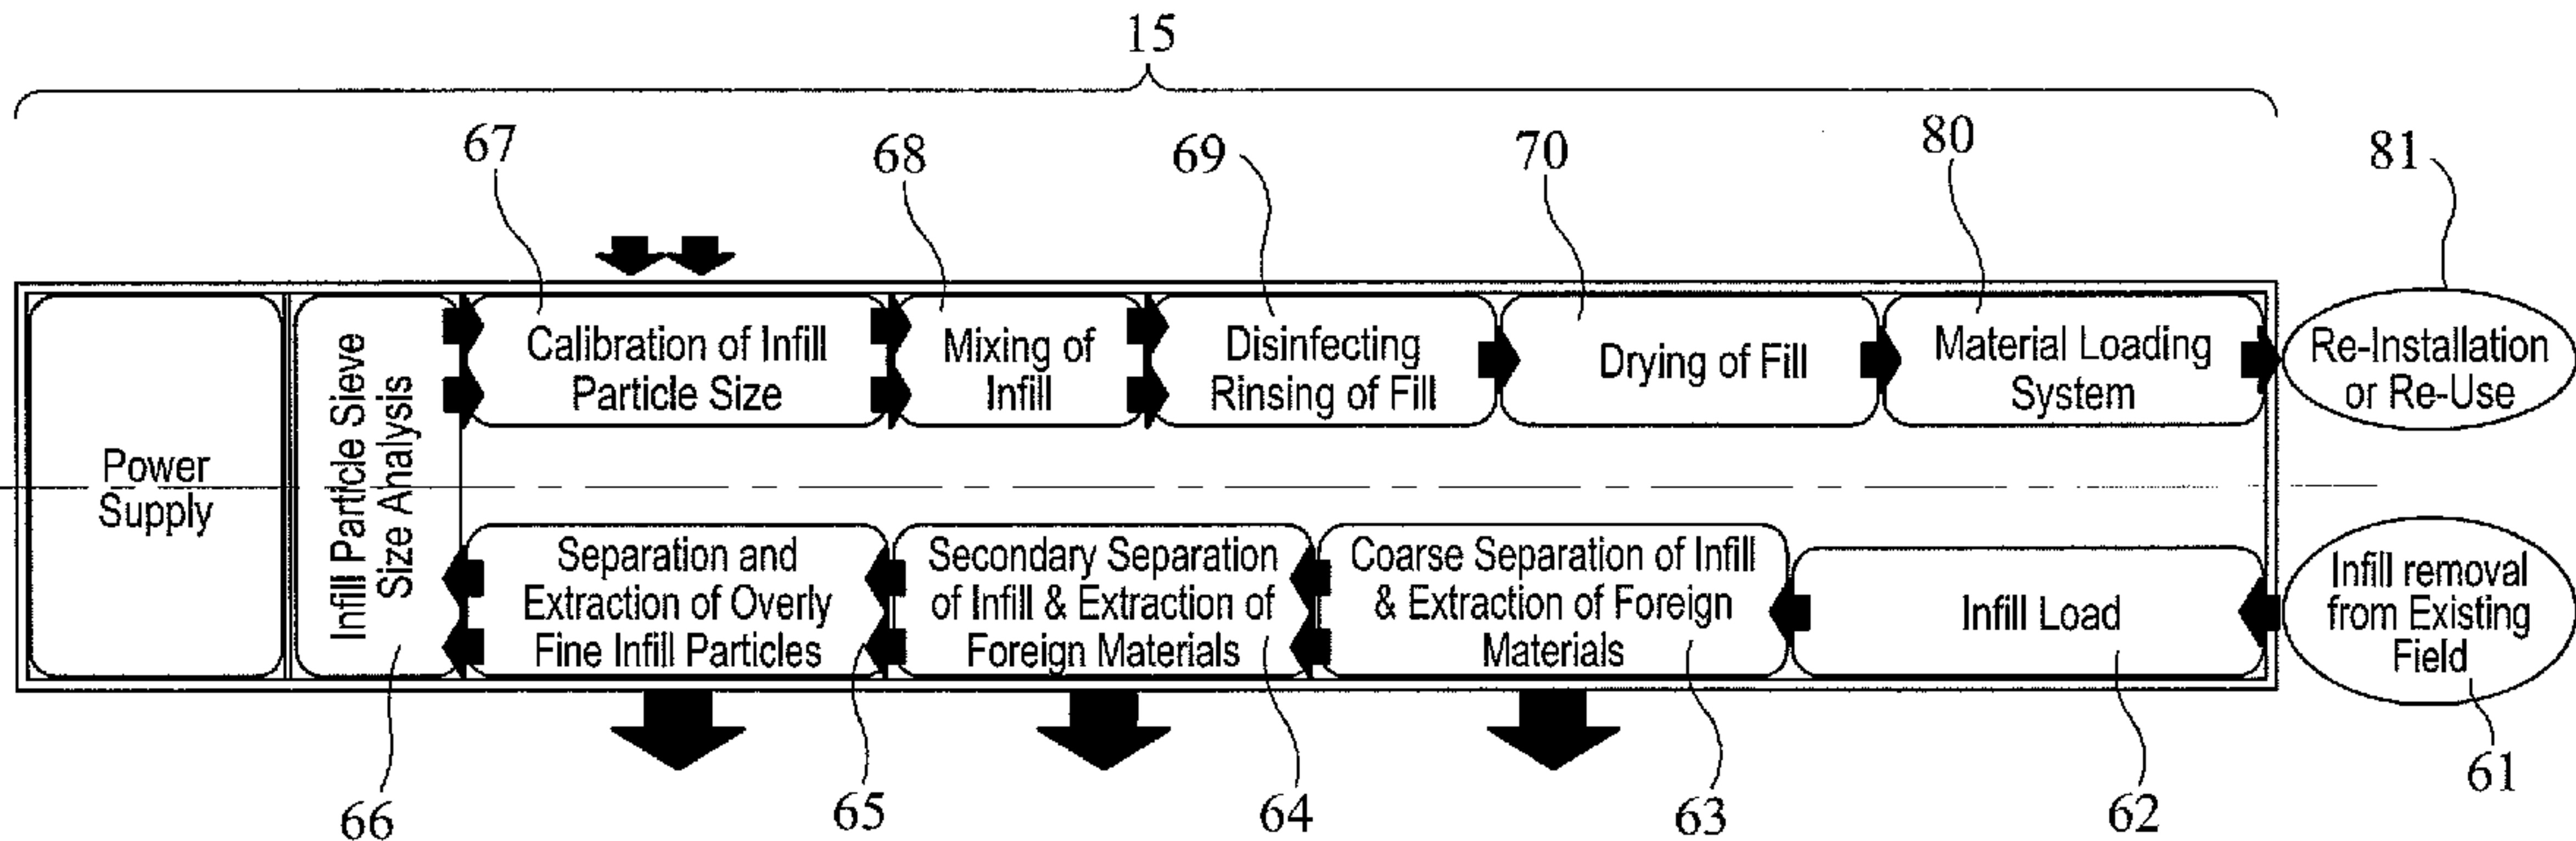 15
67
68
69
70
80
81
Calibration of Infill
Particle Size
Mixing of
Infill
Disinfecting
Rinsing of Fill
Drying of Fill
Material Loading
System
Re-Installation
or Re-Use
Power
Supply
Infill Particle Sieve
Size Analysis
Separation and
Extraction of Overly
Fine Infill Particles
Secondary Separation
of Infill & Extraction of
Foreign Materials
Coarse Separation of Infill
& Extraction of Foreign
Materials
Infill Load
Infill removal
from Existing
Field
66
65
64
63
62
61